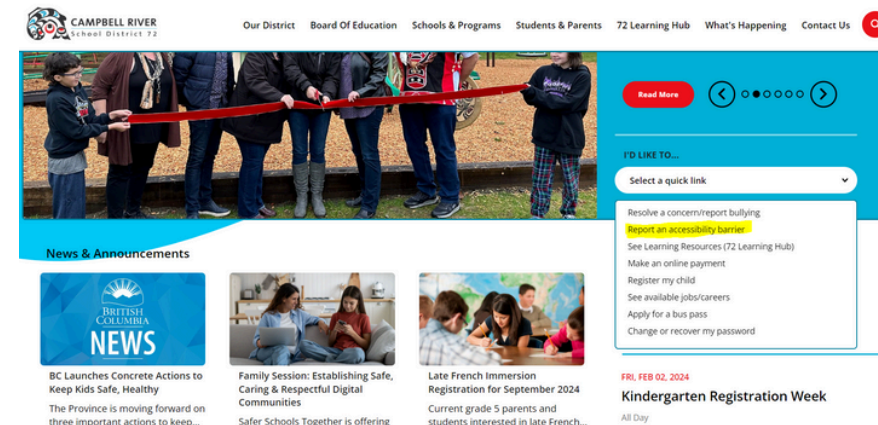 CAMPBELL RIVER
School District 72
Our District
Board Of Education
Schools & Programs
Students & Parents
72 Learning Hub
What's Happening
Contact Us
Read More
I'D LIKE TO...
Select a quick link
Resolve a concern/report bullying
Report an accessibility barrier
See Learning Resources (72 Learning Hub)
Make an online payment
Register my child
See available jobs/careers
Apply for a bus pass
Change or recover my password
News & Announcements
BRITISH
COLUMBIA
NEWS
BC Launches Concrete Actions to
Keep Kids Safe, Healthy
The Province is moving forward on
three important actions to keep...
Family Session: Establishing Safe,
Caring & Respectful Digital
Communities
Safer Schools Together is offering
Late French Immersion
Registration for September 2024
Current grade 5 parents and
students interested in late French...
FRI, FEB 02, 2024
Kindergarten Registration Week
All Day